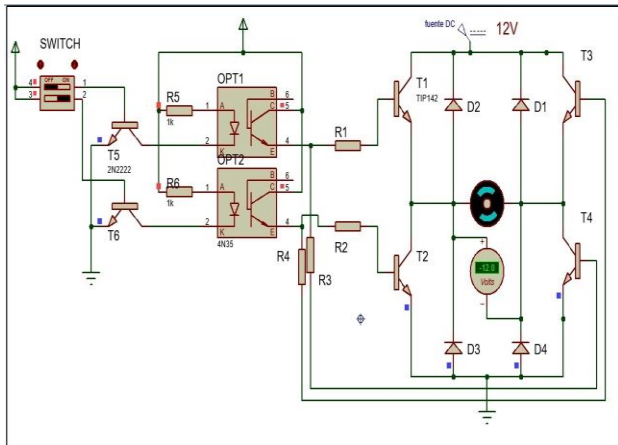 fuente DC 12V
SWITCH
OFF ON
4 1
3 2
OPT1
R5
1k
1 A
2 K
B 6
C 5
E 4
T5
2N2222
OPT2
R6
1k
1 A
2 K
B 6
C 5
E 4
4N35
T6
R1
R2
R4
R3
T1
TIP142
T2
D2
D1
T3
T4
+
-12.0
Volts
−
D3
D4